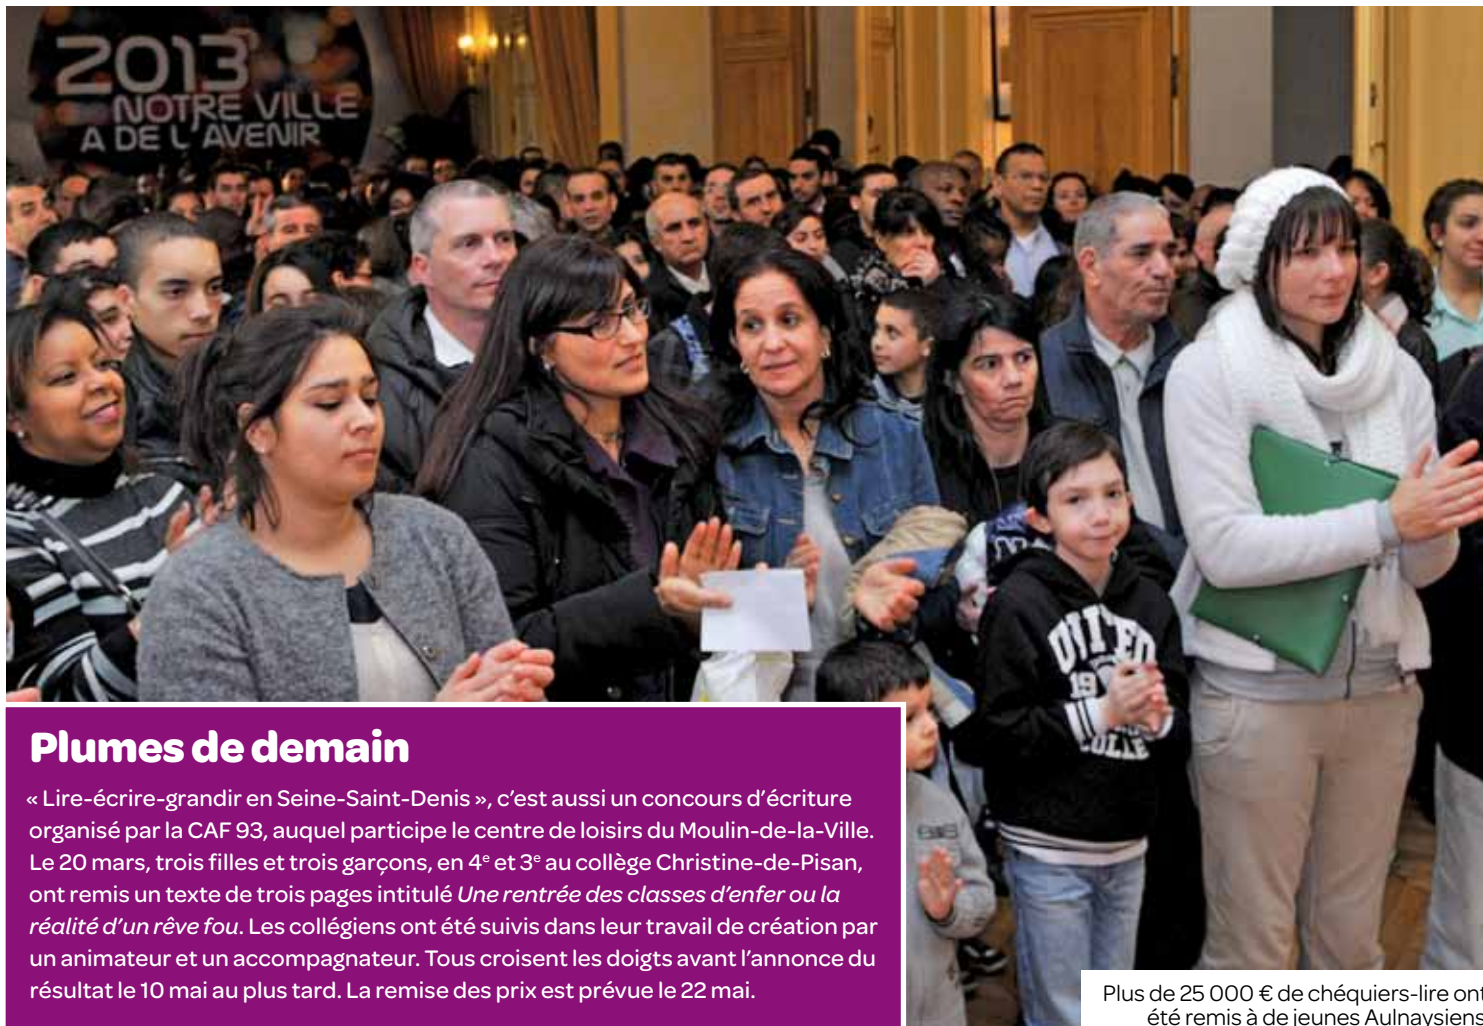 2013
NOTRE VILLE
A DE L'AVENIR
UNITED
19
COLLE
Plumes de demain
« Lire-écrire-grandir en Seine-Saint-Denis », c'est aussi un concours d'écriture
organisé par la CAF 93, auquel participe le centre de loisirs du Moulin-de-la-Ville.
Le 20 mars, trois filles et trois garçons, en 4e et 3e au collège Christine-de-Pisan,
ont remis un texte de trois pages intitulé Une rentrée des classes d'enfer ou la
réalité d'un rêve fou. Les collégiens ont été suivis dans leur travail de création par
un animateur et un accompagnateur. Tous croisent les doigts avant l'annonce du
résultat le 10 mai au plus tard. La remise des prix est prévue le 22 mai.
Plus de 25 000 € de chéquiers-lire ont
été remis à de jeunes Aulnaysiens